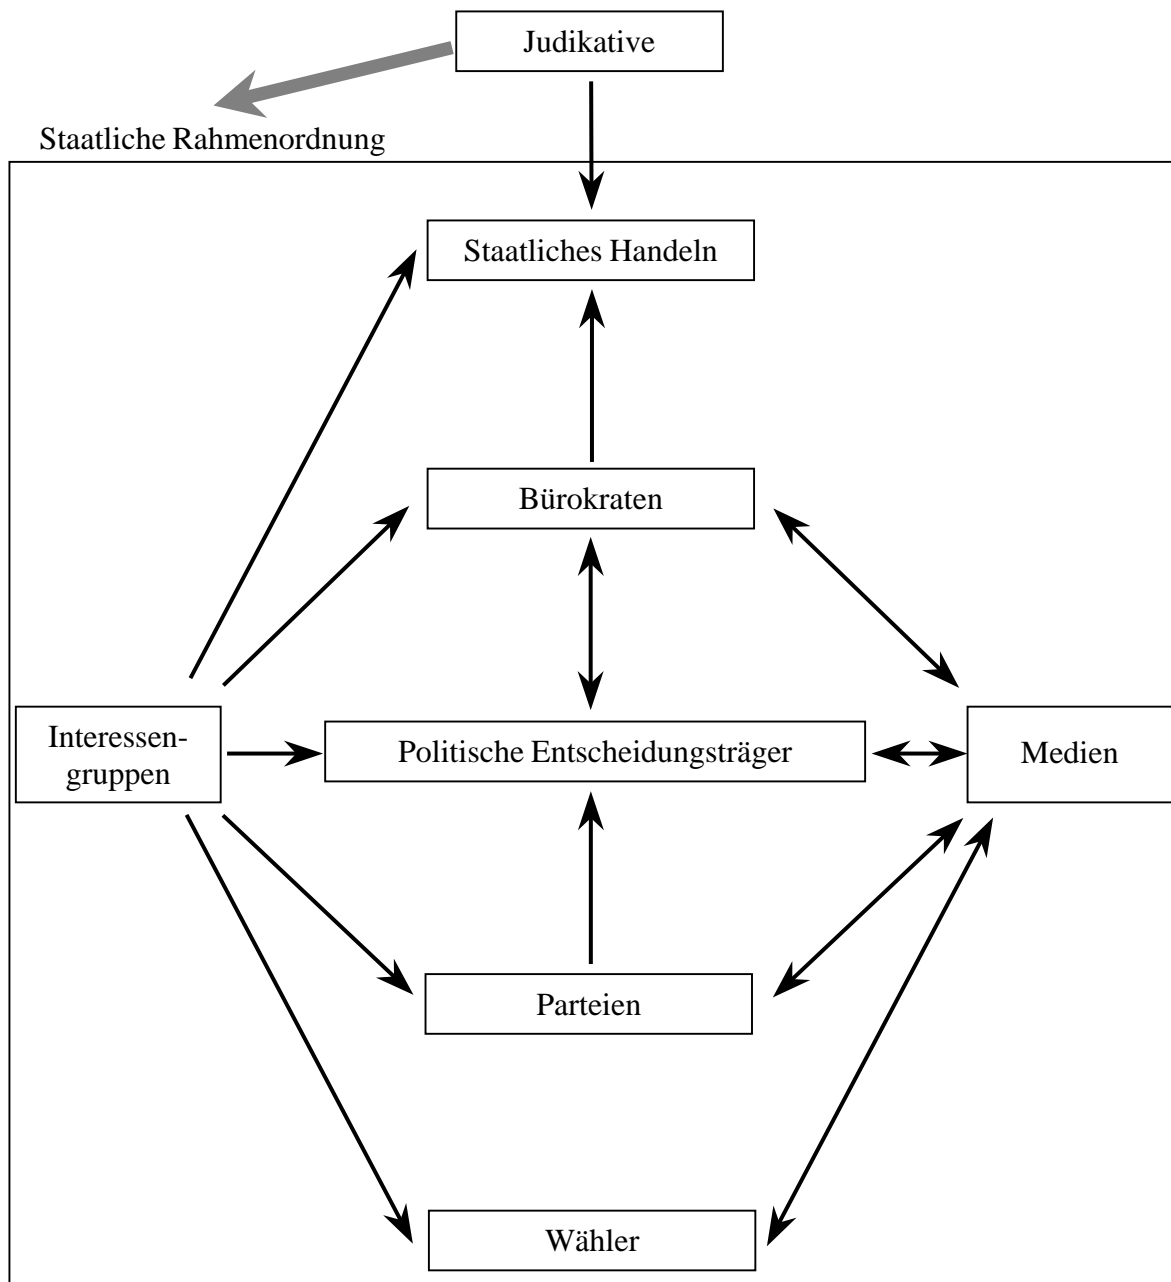 Judikative
Staatliche Rahmenordnung
Staatliches Handeln
Bürokraten
Interessen-
gruppen
Politische Entscheidungsträger
Medien
Parteien
Wähler